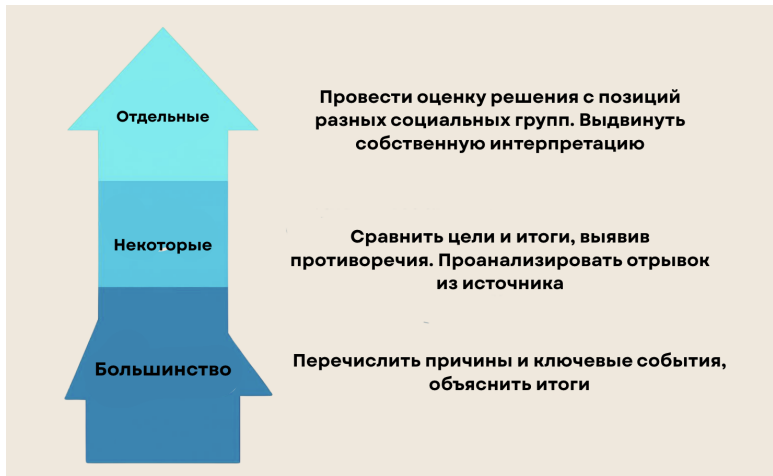 Отдельные
Провести оценку решения с позиций
разных социальных групп. Выдвинуть
собственную интерпретацию
Некоторые
Сравнить цели и итоги, выявив
противоречия. Проанализировать отрывок
из источника
Большинство
Перечислить причины и ключевые события,
объяснить итоги